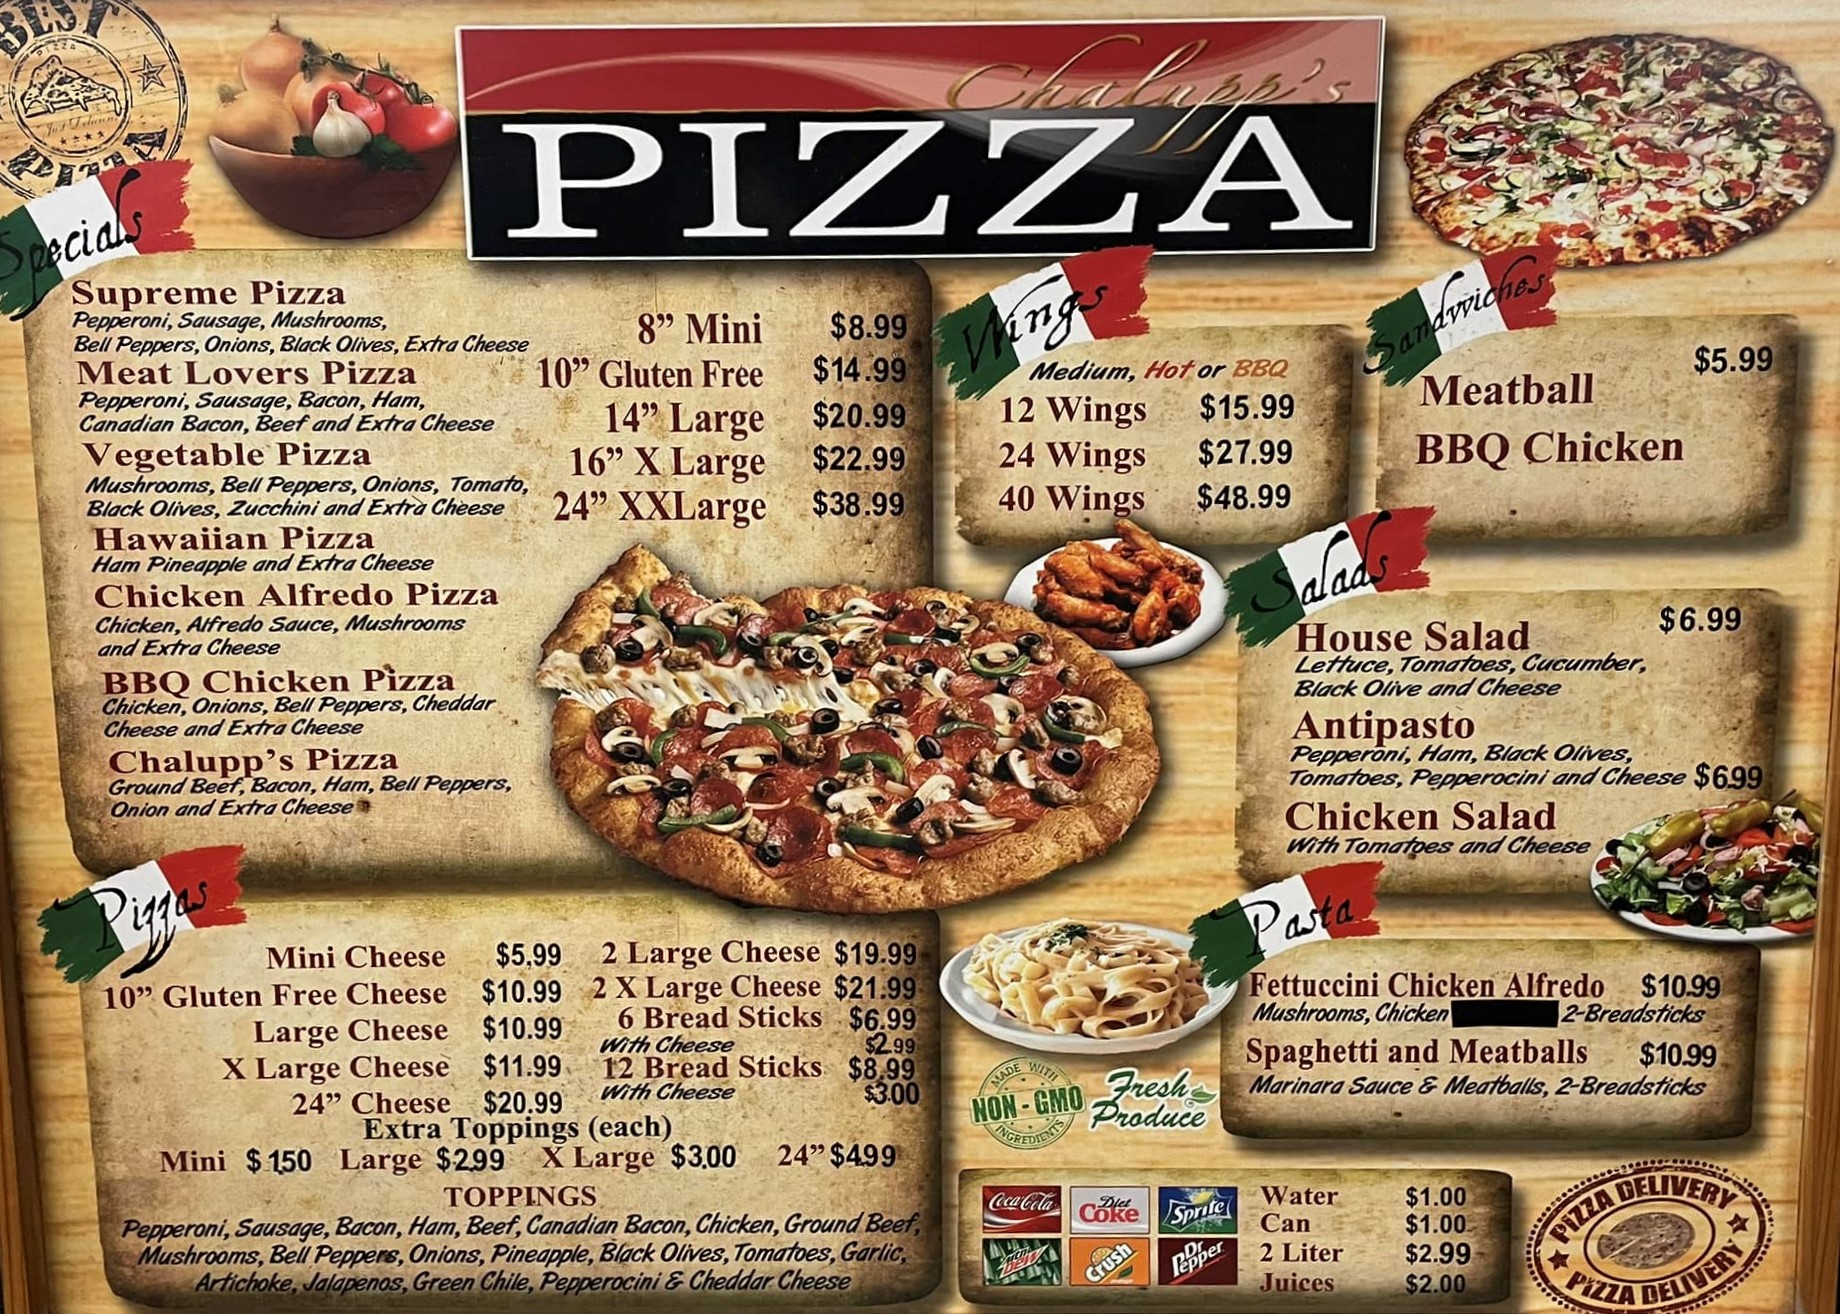 BEST
PIZZA
PIZZA
Chalupp's
PIZZA
Specials
Supreme Pizza
Pepperoni, Sausage, Mushrooms,
Bell Peppers, Onions, Black Olives, Extra Cheese
Meat Lovers Pizza
Pepperoni, Sausage, Bacon, Ham,
Canadian Bacon, Beef and Extra Cheese
Vegetable Pizza
Mushrooms, Bell Peppers, Onions, Tomato,
Black Olives, Zucchini and Extra Cheese
Hawaiian Pizza
Ham Pineapple and Extra Cheese
Chicken Alfredo Pizza
Chicken, Alfredo Sauce, Mushrooms
and Extra Cheese
BBQ Chicken Pizza
Chicken, Onions, Bell Peppers, Cheddar
Cheese and Extra Cheese
Chalupp's Pizza
Ground Beef, Bacon, Ham, Bell Peppers,
Onion and Extra Cheese
8" Mini $8.99
10" Gluten Free $14.99
14" Large $20.99
16" X Large $22.99
24" XXLarge $38.99
Wings
Medium, Hot or BBQ
12 Wings $15.99
24 Wings $27.99
40 Wings $48.99
Sandwiches
$5.99
Meatball
BBQ Chicken
Salads
$6.99
House Salad
Lettuce, Tomatoes, Cucumber,
Black Olive and Cheese
Antipasto
Pepperoni, Ham, Black Olives,
Tomatoes, Pepperocini and Cheese $6.99
Chicken Salad
With Tomatoes and Cheese
Pizzas
Mini Cheese $5.99
10" Gluten Free Cheese $10.99
Large Cheese $10.99
X Large Cheese $11.99
24" Cheese $20.99
2 Large Cheese $19.99
2 X Large Cheese $21.99
6 Bread Sticks $6.99
With Cheese $2.99
12 Bread Sticks $8.99
With Cheese $3.00
Extra Toppings (each)
Mini $1.50 Large $2.99 X Large $3.00 24" $4.99
TOPPINGS
Pepperoni, Sausage, Bacon, Ham, Beef, Canadian Bacon, Chicken, Ground Beef,
Mushrooms, Bell Peppers, Onions, Pineapple, Black Olives, Tomatoes, Garlic,
Artichoke, Jalapenos, Green Chile, Pepperocini & Cheddar Cheese
Pasta
Fettuccini Chicken Alfredo $10.99
Mushrooms, Chicken 2-Breadsticks
Spaghetti and Meatballs $10.99
Marinara Sauce & Meatballs, 2-Breadsticks
MADE WITH
NON-GMO
INGREDIENTS
Fresh
Produce
Coca-Cola
Diet
Coke
Sprite
Mtn
Dew
Crush
Dr
Pepper
Water $1.00
Can $1.00
2 Liter $2.99
Juices $2.00
PIZZA DELIVERY
PIZZA DELIVERY